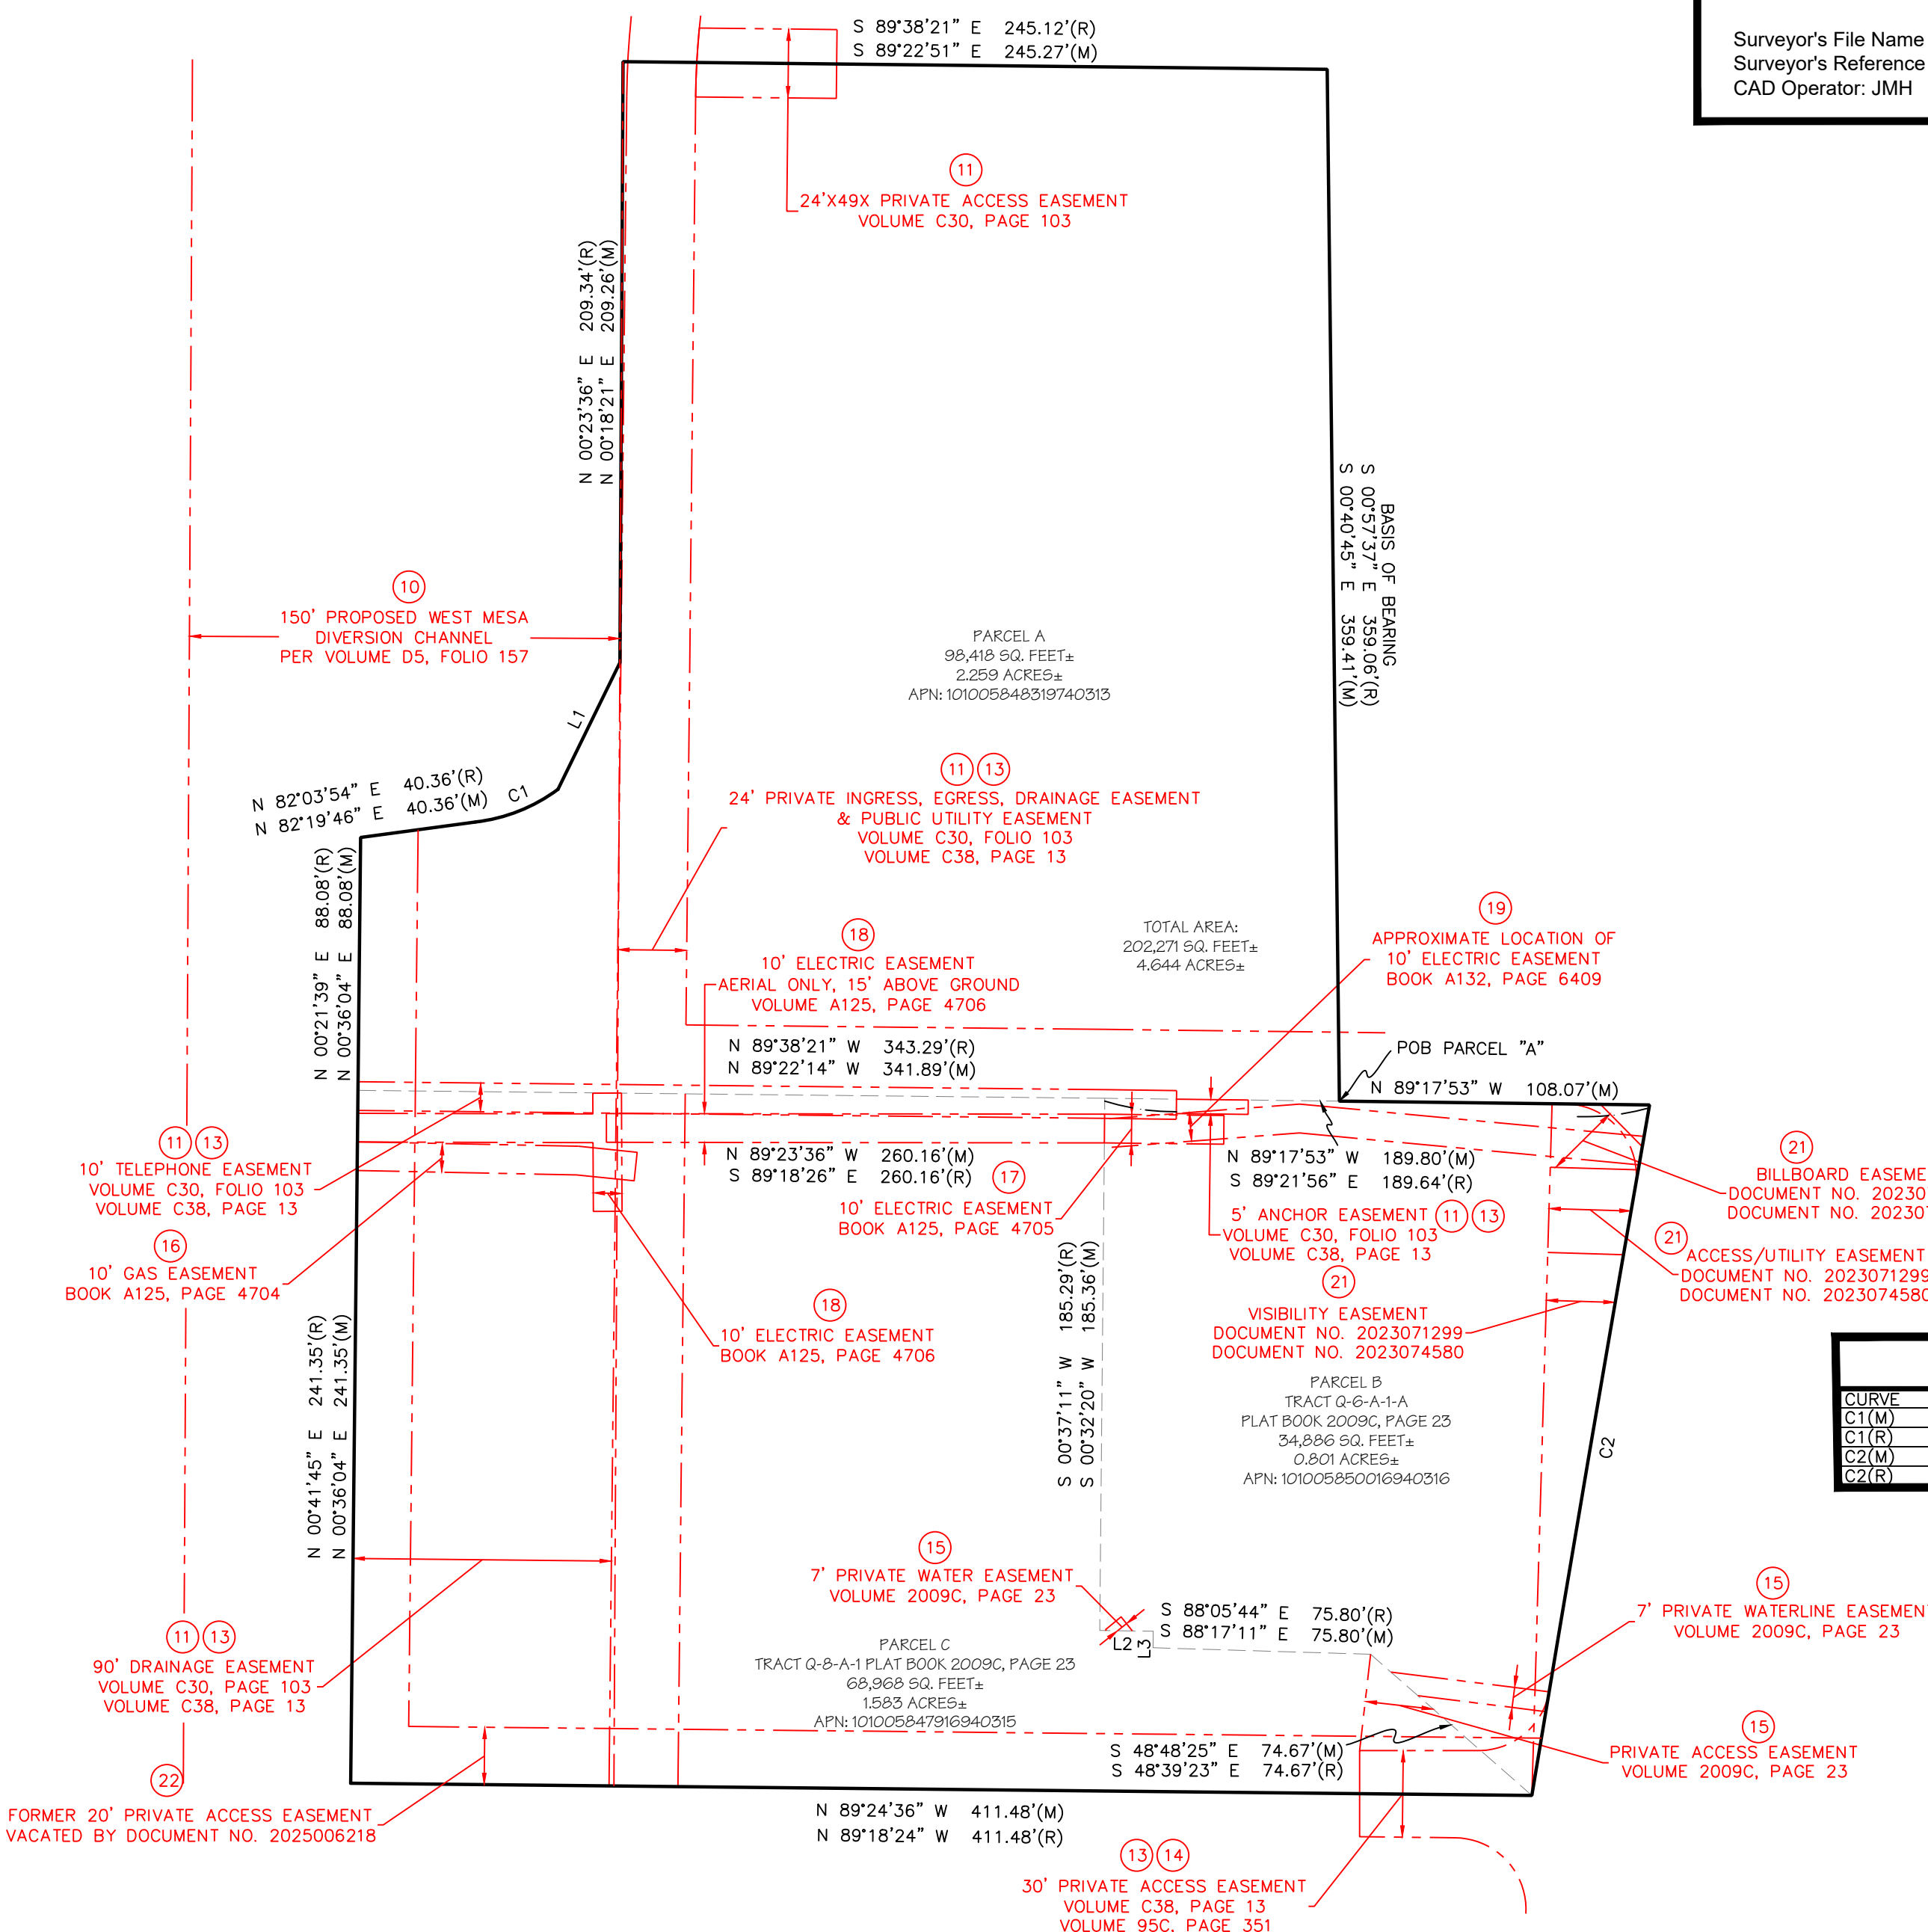 Surveyor's File Name
Surveyor's Reference
CAD Operator: JMH
S 89°38'21" E 245.12'(R)
S 89°22'51" E 245.27'(M)
11
24'X49X PRIVATE ACCESS EASEMENT
VOLUME C30, PAGE 103
N 00°23'36" E 209.34'(R)
N 00°18'21" E 209.26'(M)
BASIS OF BEARING
S 00°57'37" E 359.06'(R)
S 00°40'45" E 359.41'(M)
10
150' PROPOSED WEST MESA
DIVERSION CHANNEL
PER VOLUME D5, FOLIO 157
PARCEL A
98,418 SQ. FEET±
2.259 ACRES±
APN: 101005848319740313
L1
N 82°03'54" E 40.36'(R)
N 82°19'46" E 40.36'(M)
C1
11 13
24' PRIVATE INGRESS, EGRESS, DRAINAGE EASEMENT
& PUBLIC UTILITY EASEMENT
VOLUME C30, FOLIO 103
VOLUME C38, PAGE 13
N 00°21'39" E 88.08'(R)
N 00°36'04" E 88.08'(M)
18
10' ELECTRIC EASEMENT
AERIAL ONLY, 15' ABOVE GROUND
VOLUME A125, PAGE 4706
TOTAL AREA:
202,271 SQ. FEET±
4.644 ACRES±
19
APPROXIMATE LOCATION OF
10' ELECTRIC EASEMENT
BOOK A132, PAGE 6409
N 89°38'21" W 343.29'(R)
N 89°22'14" W 341.89'(M)
POB PARCEL "A"
N 89°17'53" W 108.07'(M)
11 13
10' TELEPHONE EASEMENT
VOLUME C30, FOLIO 103
VOLUME C38, PAGE 13
N 89°23'36" W 260.16'(M)
S 89°18'26" E 260.16'(R)
17
10' ELECTRIC EASEMENT
BOOK A125, PAGE 4705
N 89°17'53" W 189.80'(M)
S 89°21'56" E 189.64'(R)
5' ANCHOR EASEMENT 11 13
VOLUME C30, FOLIO 103
VOLUME C38, PAGE 13
21
BILLBOARD EASEME
DOCUMENT NO. 20230
DOCUMENT NO. 20230
16
10' GAS EASEMENT
BOOK A125, PAGE 4704
21
ACCESS/UTILITY EASEMENT
DOCUMENT NO. 2023071299
DOCUMENT NO. 2023074580
18
10' ELECTRIC EASEMENT
BOOK A125, PAGE 4706
S 00°37'11" W 185.29'(R)
S 00°32'20" W 185.36'(M)
21
VISIBILITY EASEMENT
DOCUMENT NO. 2023071299
DOCUMENT NO. 2023074580
N 00°41'45" E 241.35'(R)
N 00°36'04" E 241.35'(M)
PARCEL B
TRACT Q-6-A-1-A
PLAT BOOK 2009C, PAGE 23
34,886 SQ. FEET±
0.801 ACRES±
APN: 101005850016940316
C2
CURVE
C1(M)
C1(R)
C2(M)
C2(R)
15
7' PRIVATE WATER EASEMENT
VOLUME 2009C, PAGE 23
S 88°05'44" E 75.80'(R)
S 88°17'11" E 75.80'(M)
L2
L3
15
7' PRIVATE WATERLINE EASEMENT
VOLUME 2009C, PAGE 23
11 13
90' DRAINAGE EASEMENT
VOLUME C30, PAGE 103
VOLUME C38, PAGE 13
PARCEL C
TRACT Q-8-A-1 PLAT BOOK 2009C, PAGE 23
68,968 SQ. FEET±
1.583 ACRES±
APN: 101005847916940315
S 48°48'25" E 74.67'(M)
S 48°39'23" E 74.67'(R)
15
PRIVATE ACCESS EASEMENT
VOLUME 2009C, PAGE 23
22
FORMER 20' PRIVATE ACCESS EASEMENT
VACATED BY DOCUMENT NO. 2025006218
N 89°24'36" W 411.48'(M)
N 89°18'24" W 411.48'(R)
13 14
30' PRIVATE ACCESS EASEMENT
VOLUME C38, PAGE 13
VOLUME 95C, PAGE 351